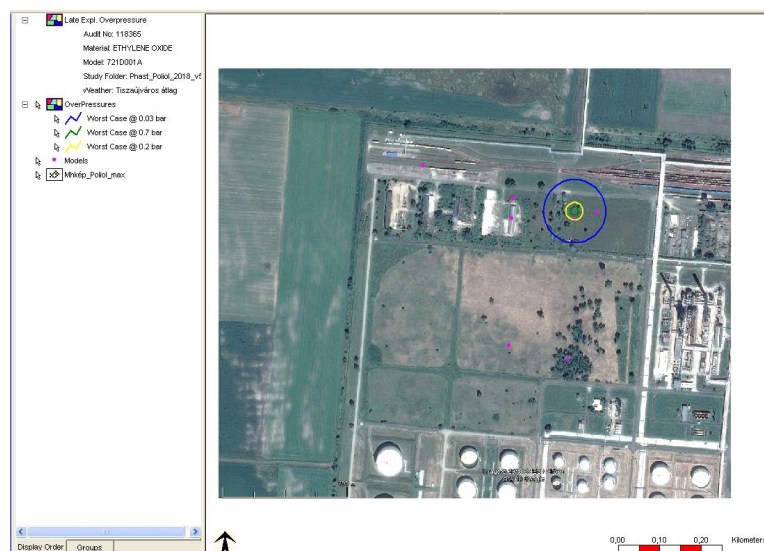 Late Expl. Overpressure
Audit No: 118365
Material: ETHYLENE OXIDE
Model: 721D001A
Study Folder: Phast_Poliol_2018_v5
Weather: Tiszaújváros átlag
OverPressures
Worst Case @ 0.03 bar
Worst Case @ 0.7 bar
Worst Case @ 0.2 bar
Models
Mhkép_Poliol_max
Display Order
Groups
0,00
0,10
0,20
Kilometers